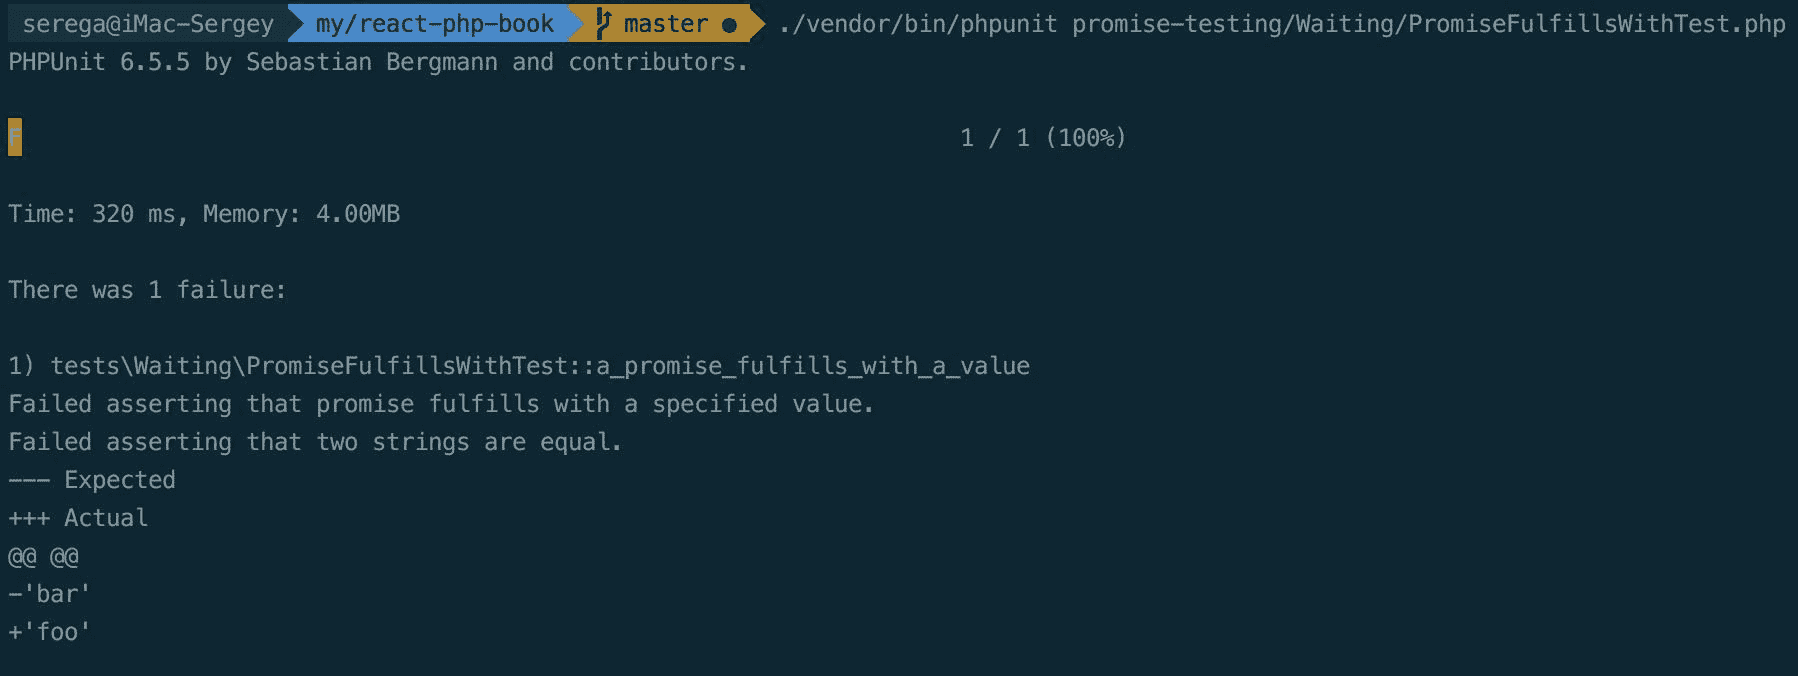 serega@iMac-Sergey my/react-php-book master ● ./vendor/bin/phpunit promise-testing/Waiting/PromiseFulfillsWithTest.php
PHPUnit 6.5.5 by Sebastian Bergmann and contributors.
F 1 / 1 (100%)
Time: 320 ms, Memory: 4.00MB
There was 1 failure:
1) tests\Waiting\PromiseFulfillsWithTest::a_promise_fulfills_with_a_value
Failed asserting that promise fulfills with a specified value.
Failed asserting that two strings are equal.
--- Expected
+++ Actual
@@ @@
-'bar'
+'foo'